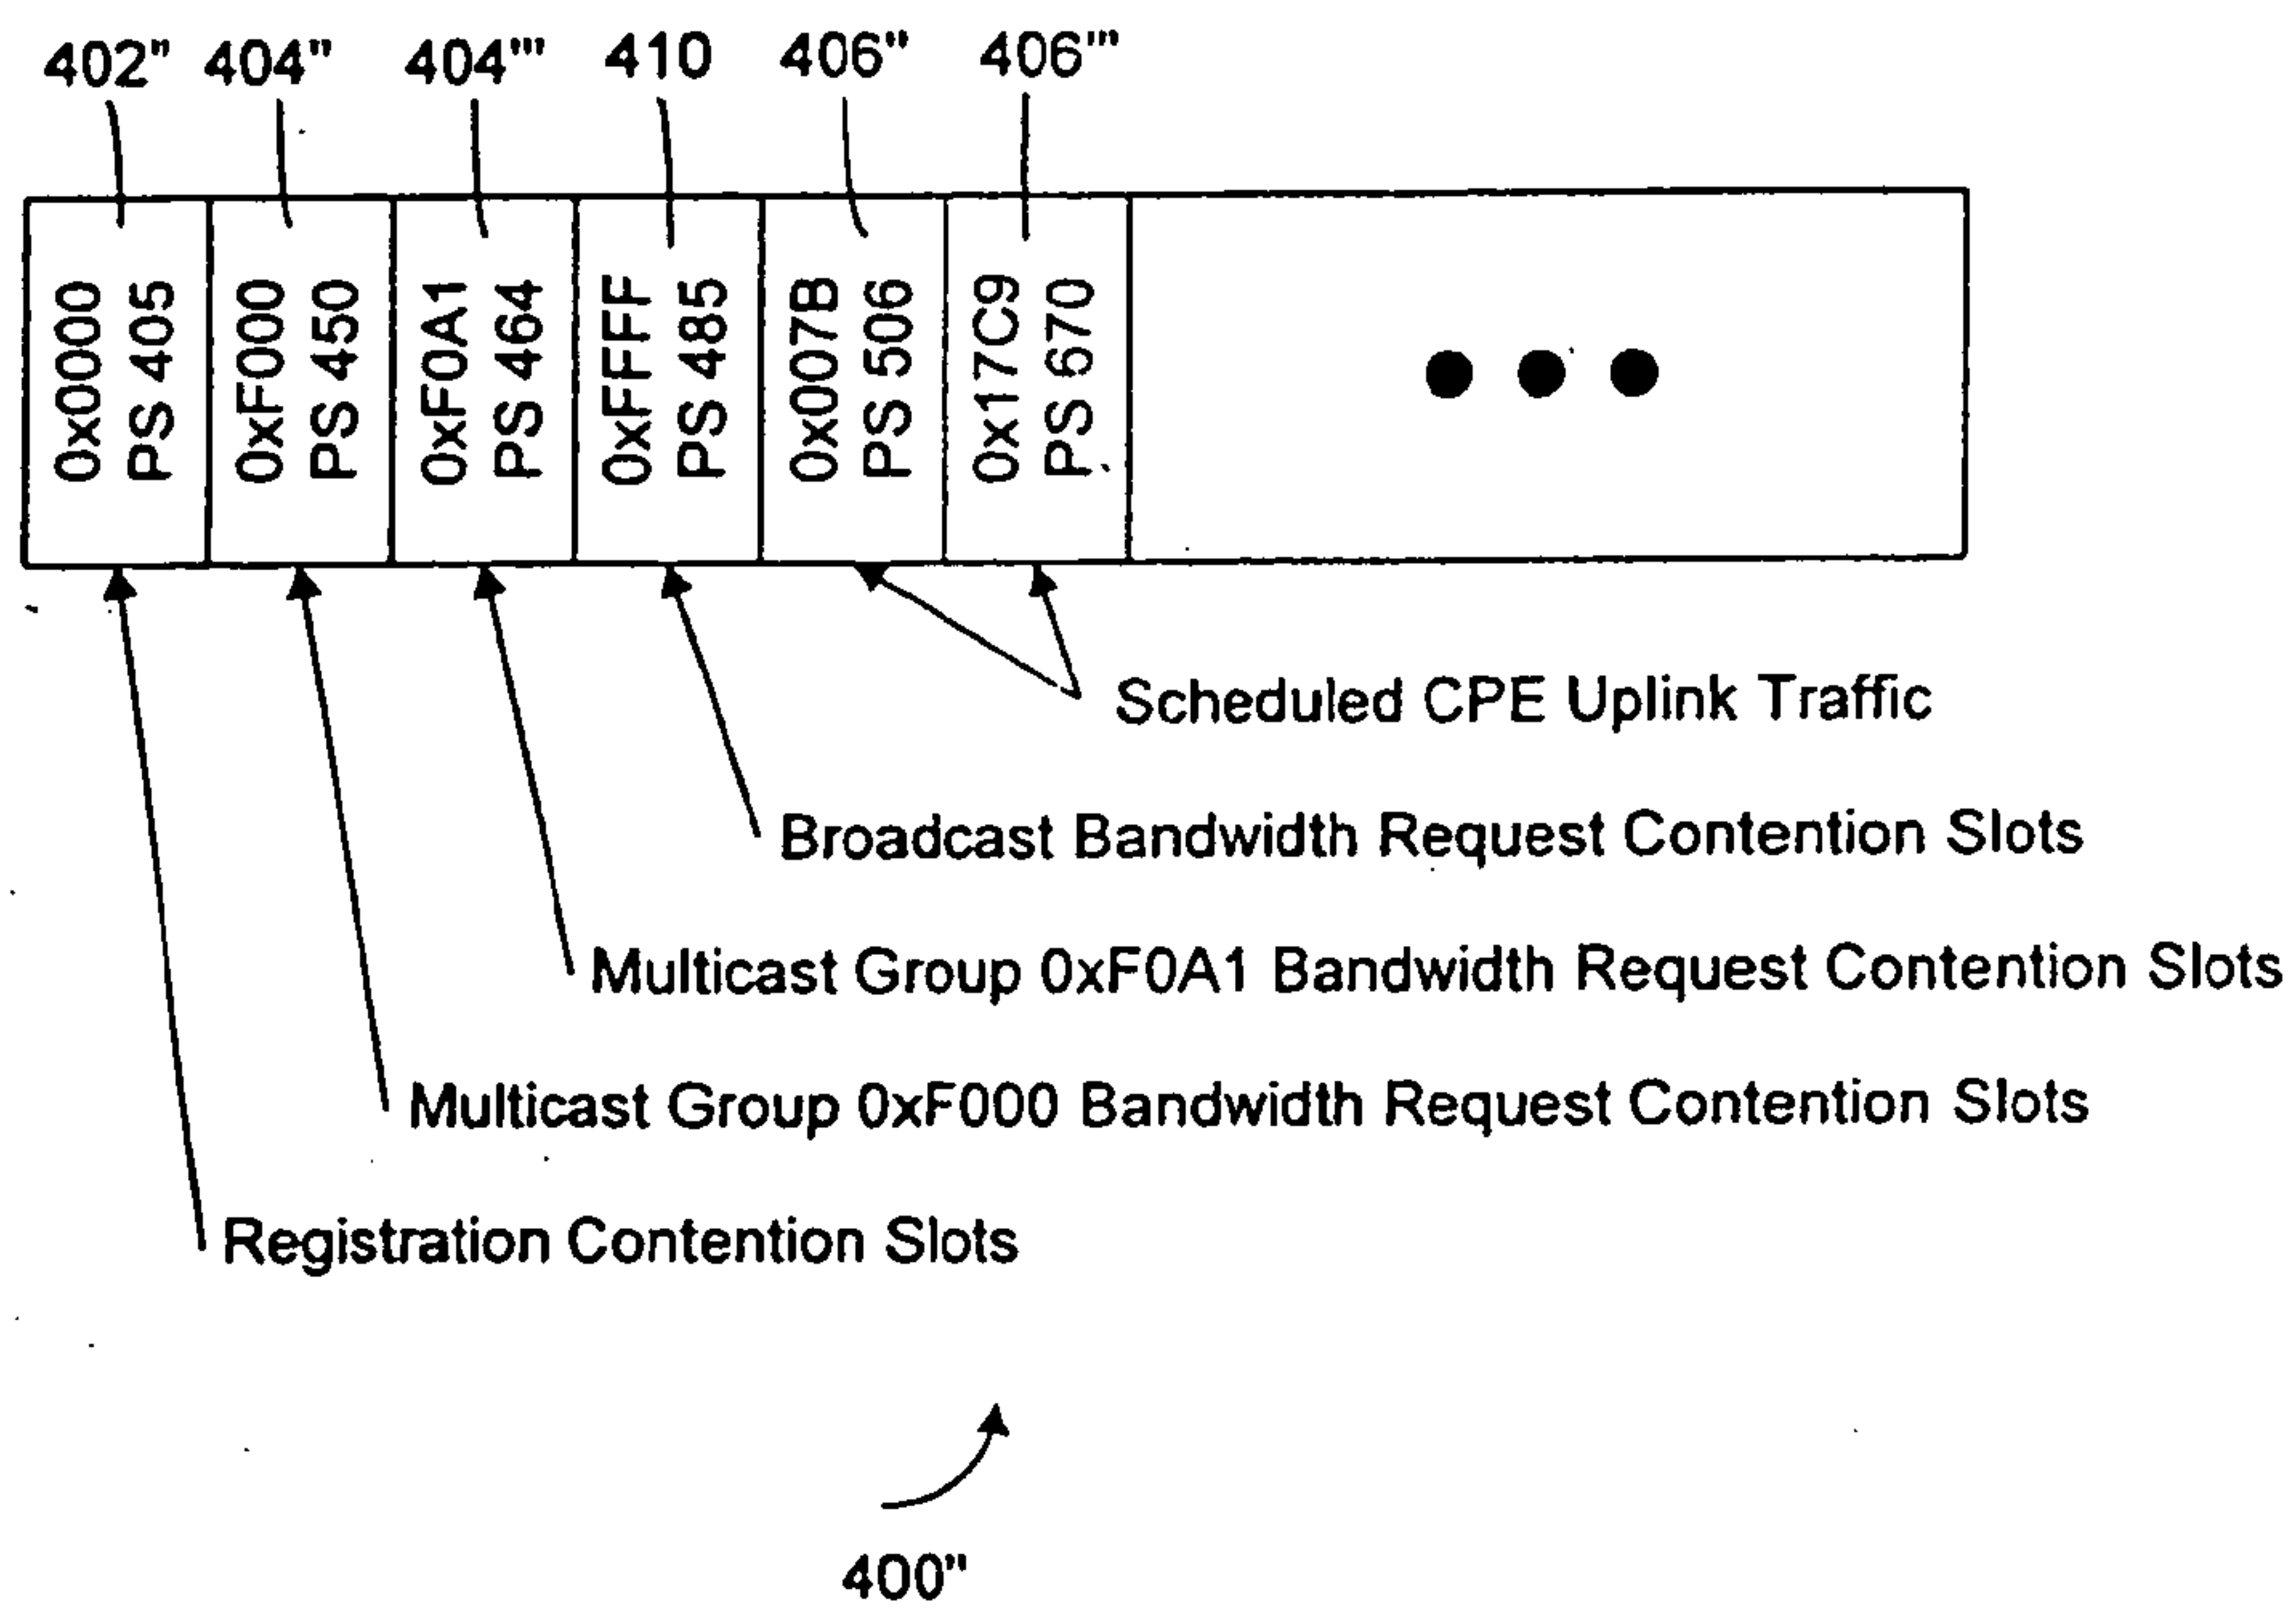 402" 404" 404''' 410 406" 406'''
0x0000
PS 405
0xF000
PS 450
0xF0A1
PS 464
0xFFFF
PS 485
0x007B
PS 506
0x17C9
PS 670
Scheduled CPE Uplink Traffic
Broadcast Bandwidth Request Contention Slots
Multicast Group 0xF0A1 Bandwidth Request Contention Slots
Multicast Group 0xF000 Bandwidth Request Contention Slots
Registration Contention Slots
400"